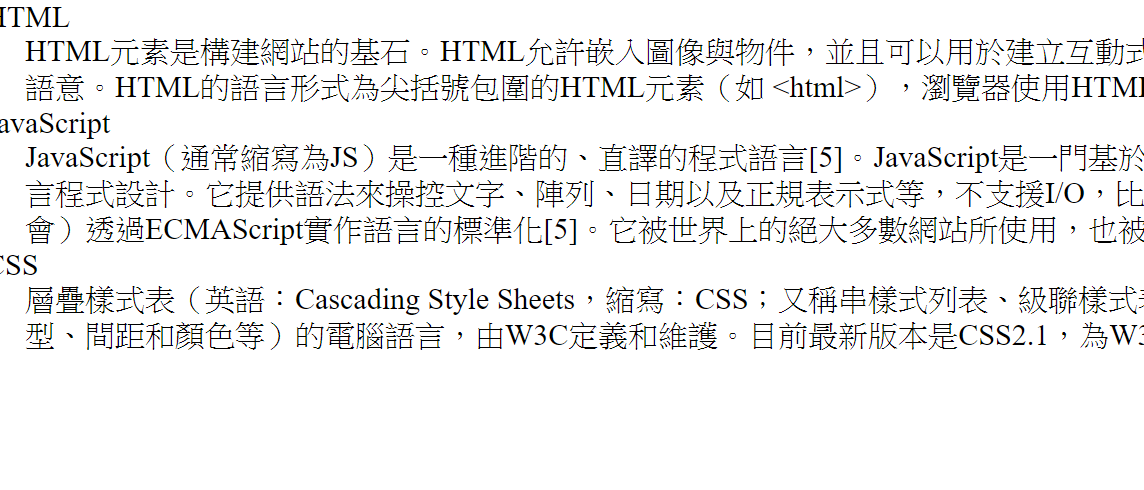 HTML
HTML元素是構建網站的基石。HTML允許嵌入圖像與物件，並且可以用於建立互動式
語意。HTML的語言形式為尖括號包圍的HTML元素（如 <html>），瀏覽器使用HTML
JavaScript
JavaScript（通常縮寫為JS）是一種進階的、直譯的程式語言[5]。JavaScript是一門基於
言程式設計。它提供語法來操控文字、陣列、日期以及正規表示式等，不支援I/O，比
會）透過ECMAScript實作語言的標準化[5]。它被世界上的絕大多數網站所使用，也被
CSS
層疊樣式表（英語：Cascading Style Sheets，縮寫：CSS；又稱串樣式列表、級聯樣式表
型、間距和顏色等）的電腦語言，由W3C定義和維護。目前最新版本是CSS2.1，為W3